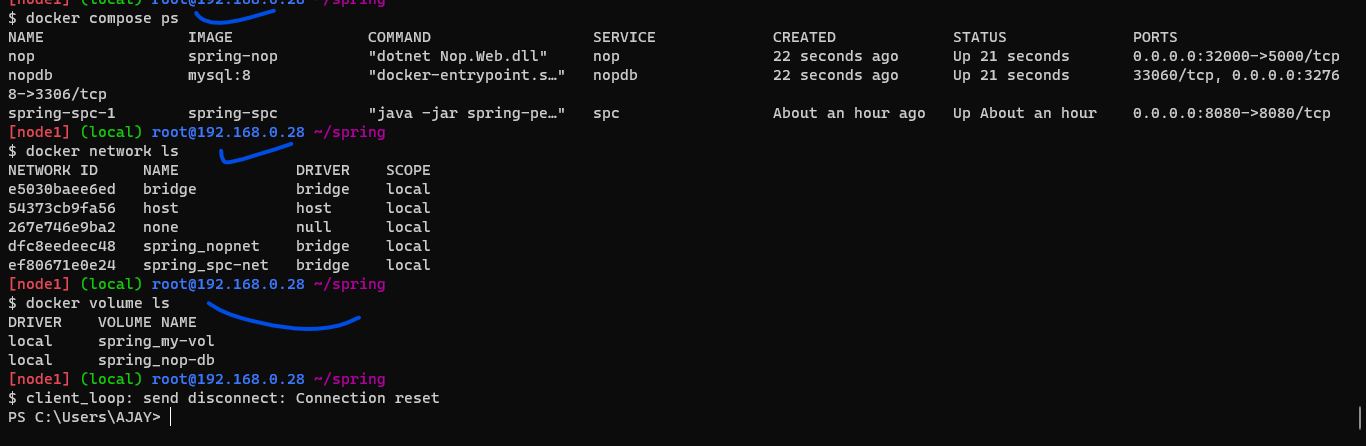 [node1] (local) root@192.168.0.28 ~/spring
$ docker compose ps
NAME                IMAGE               COMMAND                  SERVICE             CREATED             STATUS              PORTS
nop                 spring-nop          "dotnet Nop.Web.dll"     nop                 22 seconds ago      Up 21 seconds       0.0.0.0:32000->5000/tcp
nopdb               mysql:8             "docker-entrypoint.s…"   nopdb               22 seconds ago      Up 21 seconds       33060/tcp, 0.0.0.0:3276
8->3306/tcp
spring-spc-1        spring-spc          "java -jar spring-pe…"   spc                 About an hour ago   Up About an hour    0.0.0.0:8080->8080/tcp
[node1] (local) root@192.168.0.28 ~/spring
$ docker network ls
NETWORK ID     NAME             DRIVER    SCOPE
e5030baee6ed   bridge           bridge    local
54373cb9fa56   host             host      local
267e746e9ba2   none             null      local
dfc8eedeec48   spring_nopnet    bridge    local
ef80671e0e24   spring_spc-net   bridge    local
[node1] (local) root@192.168.0.28 ~/spring
$ docker volume ls
DRIVER    VOLUME NAME
local     spring_my-vol
local     spring_nop-db
[node1] (local) root@192.168.0.28 ~/spring
$ client_loop: send disconnect: Connection reset
PS C:\Users\AJAY>